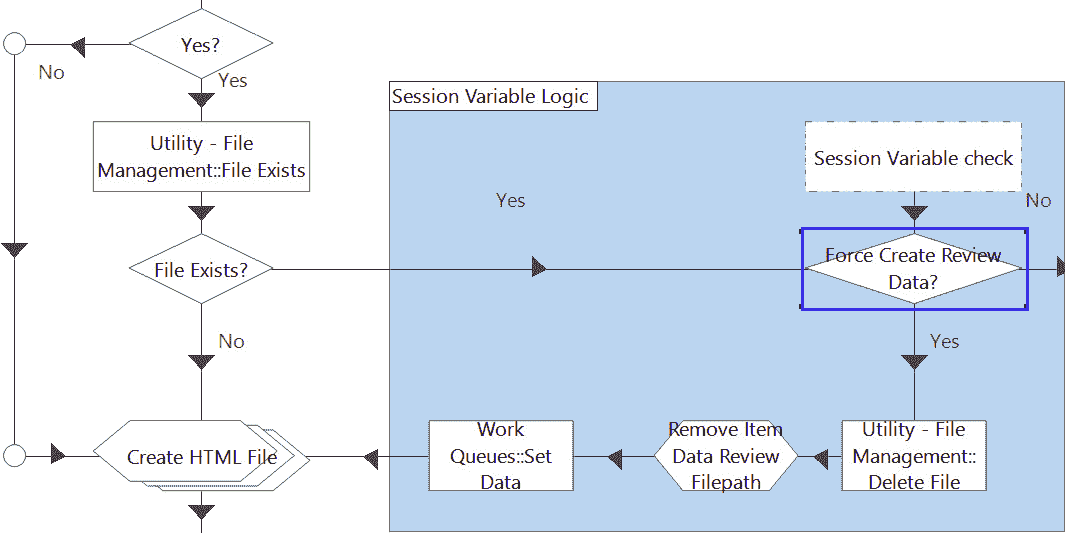 Yes?
No
Yes
Session Variable Logic
Utility - File
Management::File Exists
Session Variable check
Yes
No
File Exists?
Force Create Review
Data?
No
Yes
Create HTML File
Work
Queues::Set
Data
Remove Item
Data Review
Filepath
Utility - File
Management::
Delete File